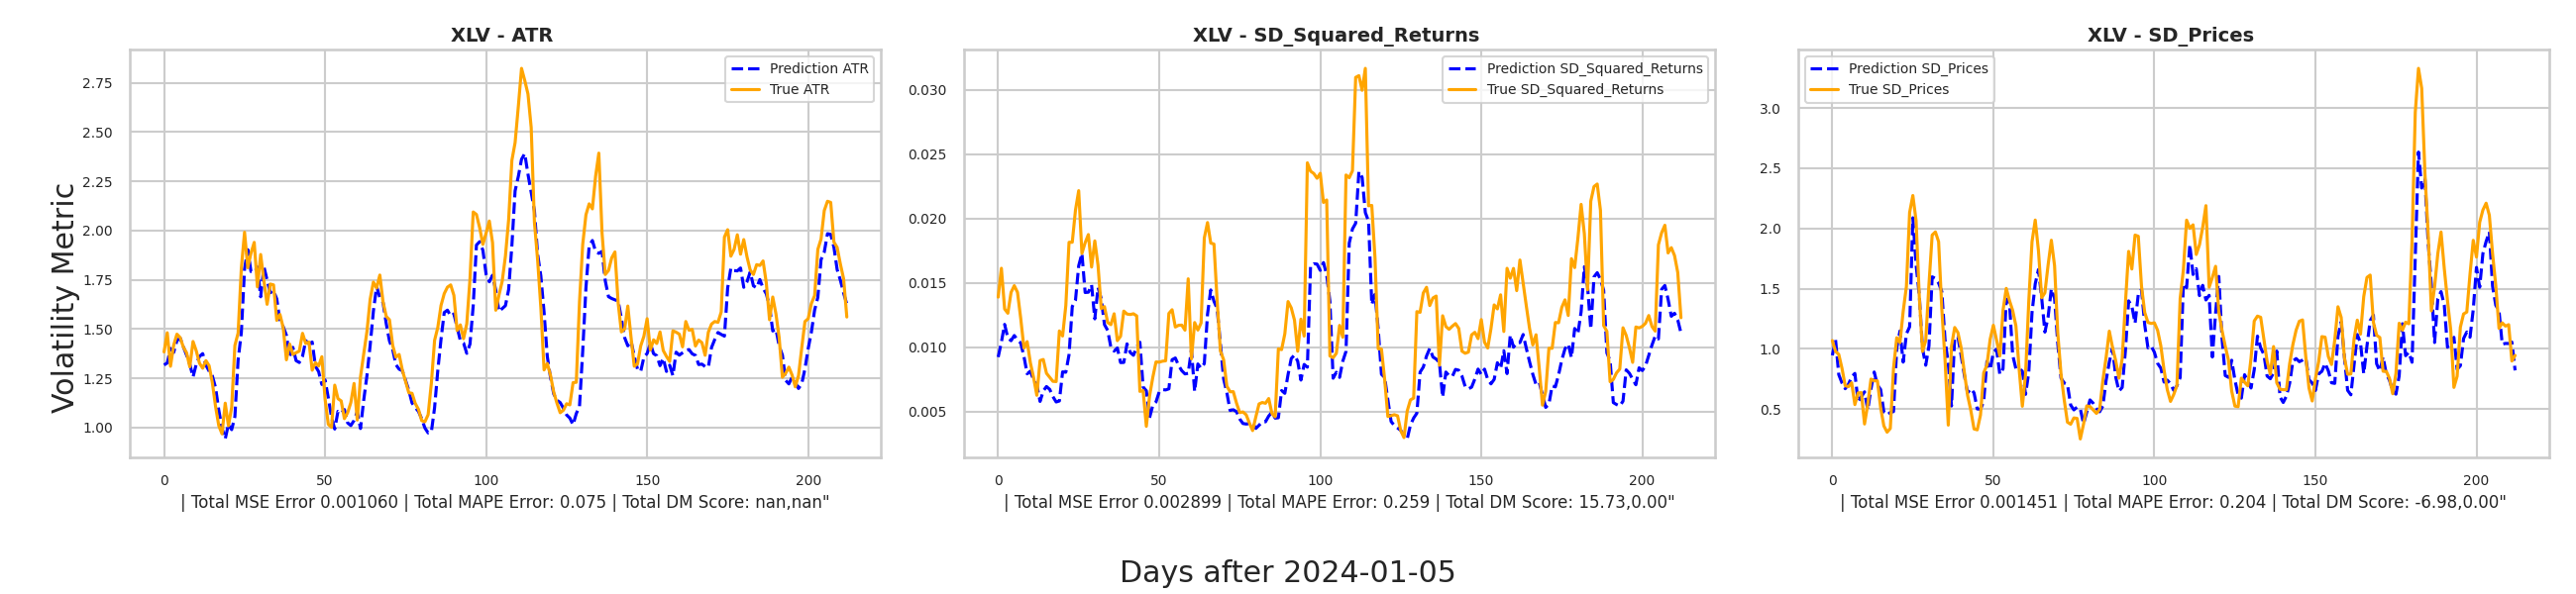 XLV - ATR
Prediction ATR
True ATR
2.75
2.50
2.25
2.00
1.75
1.50
1.25
1.00
0 50 100 150 200
| Total MSE Error 0.001060 | Total MAPE Error: 0.075 | Total DM Score: nan,nan"
XLV - SD_Squared_Returns
Prediction SD_Squared_Returns
True SD_Squared_Returns
0.030
0.025
0.020
0.015
0.010
0.005
0 50 100 150 200
| Total MSE Error 0.002899 | Total MAPE Error: 0.259 | Total DM Score: 15.73,0.00"
XLV - SD_Prices
Prediction SD_Prices
True SD_Prices
3.0
2.5
2.0
1.5
1.0
0.5
0 50 100 150 200
| Total MSE Error 0.001451 | Total MAPE Error: 0.204 | Total DM Score: -6.98,0.00"
Volatility Metric
Days after 2024-01-05